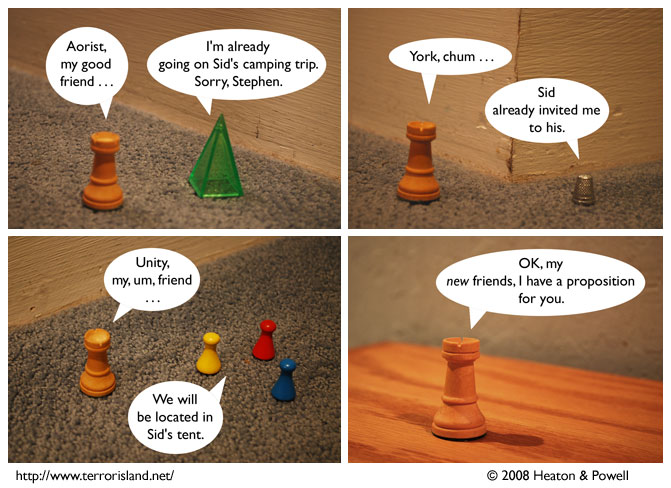 Aorist,
my good
friend . . .
I'm already
going on Sid's camping trip.
Sorry, Stephen.
York, chum . . .
Sid
already invited me
to his.
Unity,
my, um, friend
. . .
We will
be located in
Sid's tent.
OK, my
new friends, I have a proposition
for you.
http://www.terrorisland.net/
© 2008 Heaton & Powell